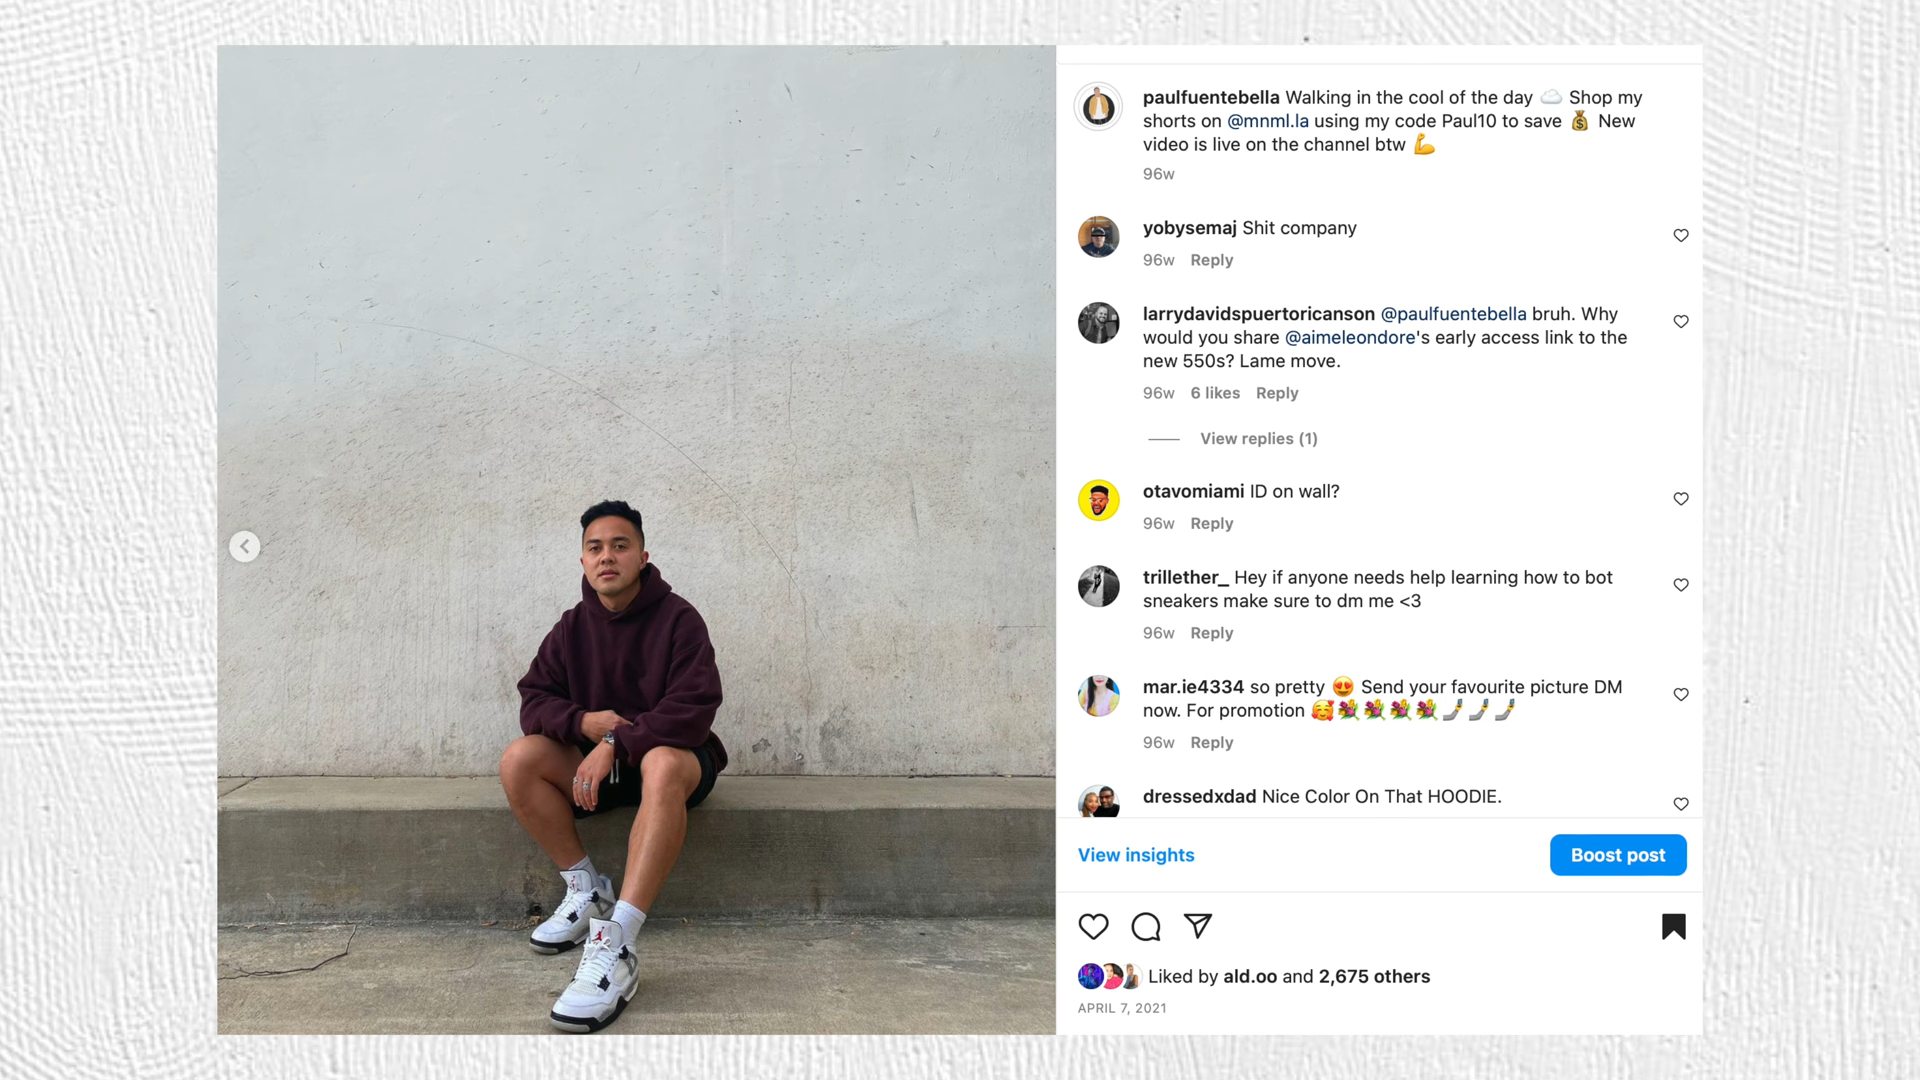 paulfuentebella Walking in the cool of the day ☁️ Shop my
shorts on @mnml.la using my code Paul10 to save 💰 New
video is live on the channel btw 💪
96w
yobysemaj Shit company
96w Reply
larrydavidspuertoricanson @paulfuentebella bruh. Why
would you share @aimeleondore's early access link to the
new 550s? Lame move.
96w 6 likes Reply
View replies (1)
otavomiami ID on wall?
96w Reply
trillether_ Hey if anyone needs help learning how to bot
sneakers make sure to dm me <3
96w Reply
mar.ie4334 so pretty 😍 Send your favourite picture DM
now. For promotion 🥰💐💐💐💐🤳🤳🤳
96w Reply
dressedxdad Nice Color On That HOODIE.
View insights
Boost post
Liked by ald.oo and 2,675 others
APRIL 7, 2021